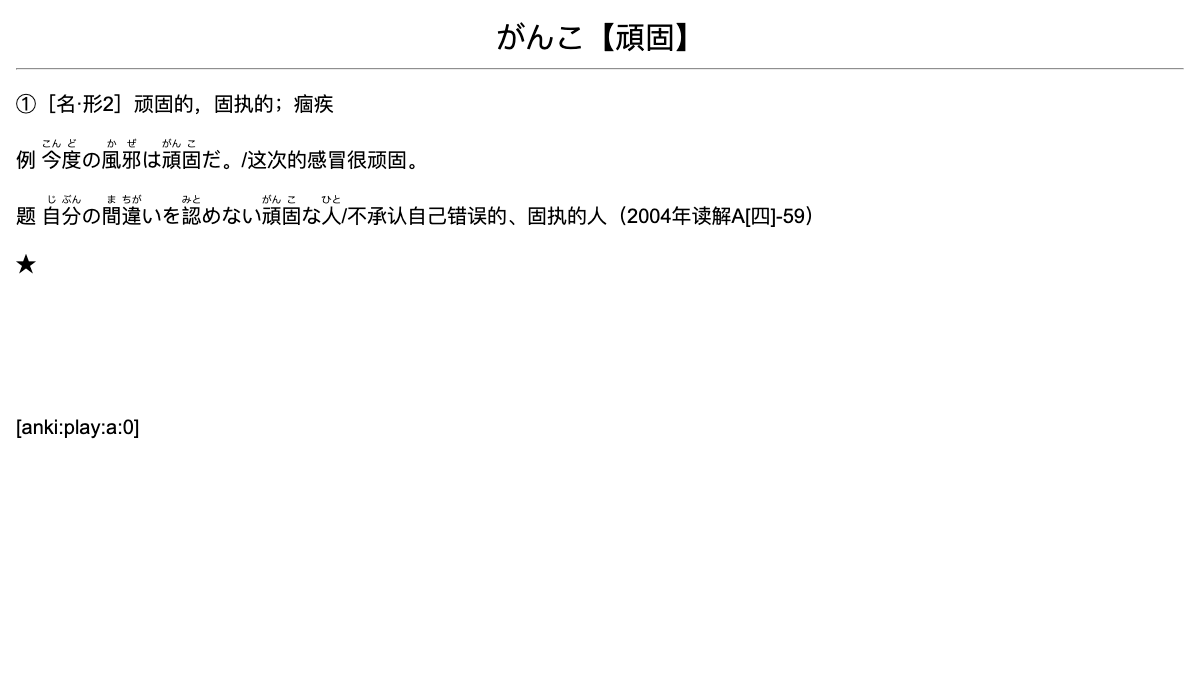 がんこ【頑固】
①［名·形2］顽固的，固执的；痼疾
こん ど か ぜ がん こ
例 今度の風邪は頑固だ。/这次的感冒很顽固。
じ ぶん ま ちが みと がん こ ひと
题 自分の間違いを認めない頑固な人/不承认自己错误的、固执的人（2004年读解A[四]-59）
★
[anki:play:a:0]